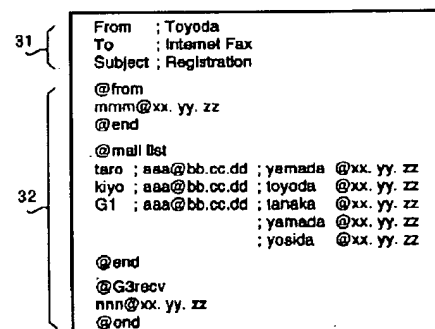 31
From ; Toyoda
To ; Internet Fax
Subject ; Registration
32
@from
mmm@xx. yy. zz
@end
@mail list
taro ; aaa@bb.cc.dd ; yamada @xx. yy. zz
kiyo ; aaa@bb.cc.dd ; toyoda @xx. yy. zz
G1 ; aaa@bb.cc.dd ; tanaka @xx. yy. zz
; yamada @xx. yy. zz
; yosida @xx. yy. zz
@end
@G3recv
nnn@xx. yy. zz
@end